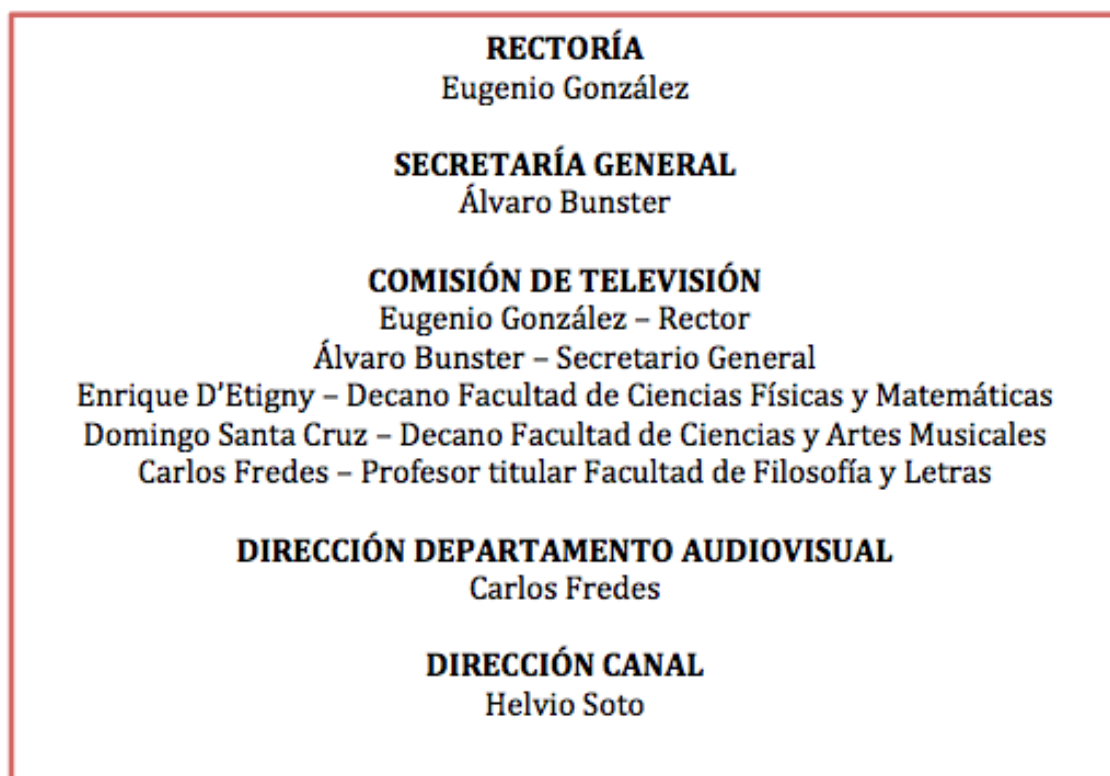 RECTORÍA
Eugenio González
SECRETARÍA GENERAL
Álvaro Bunster
COMISIÓN DE TELEVISIÓN
Eugenio González – Rector
Álvaro Bunster – Secretario General
Enrique D’Etigny – Decano Facultad de Ciencias Físicas y Matemáticas
Domingo Santa Cruz – Decano Facultad de Ciencias y Artes Musicales
Carlos Fredes – Profesor titular Facultad de Filosofía y Letras
DIRECCIÓN DEPARTAMENTO AUDIOVISUAL
Carlos Fredes
DIRECCIÓN CANAL
Helvio Soto